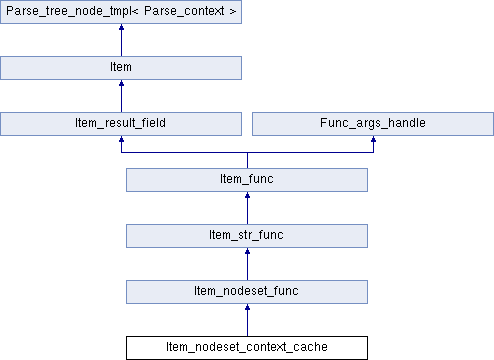 Parse_tree_node_tmpl< Parse_context >
Item
Item_result_field
Func_args_handle
Item_func
Item_str_func
Item_nodeset_func
Item_nodeset_context_cache